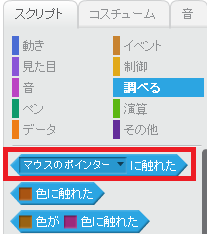 スクリプト コスチューム 音
動き イベント
見た目 制御
音 調べる
ペン 演算
データ その他
マウスのポインター に触れた
色に触れた
色が 色に触れた